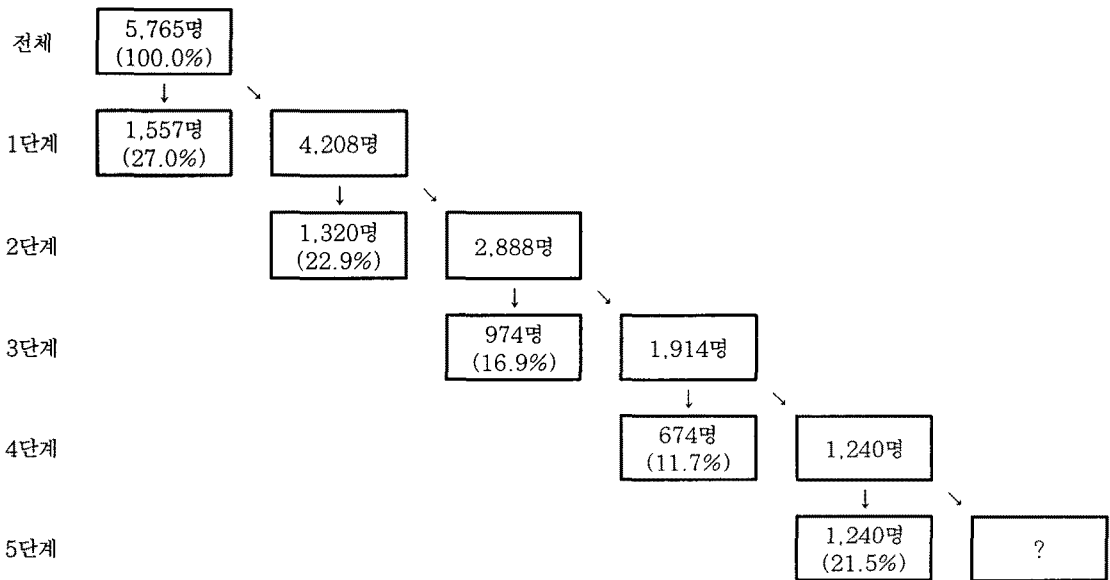 전체
5,765명
(100.0%)
↓ ↘
1단계
1,557명
(27.0%)
4,208명
↓ ↘
2단계
1,320명
(22.9%)
2,888명
↓ ↘
3단계
974명
(16.9%)
1,914명
↓ ↘
4단계
674명
(11.7%)
1,240명
↓ ↘
5단계
1,240명
(21.5%)
?